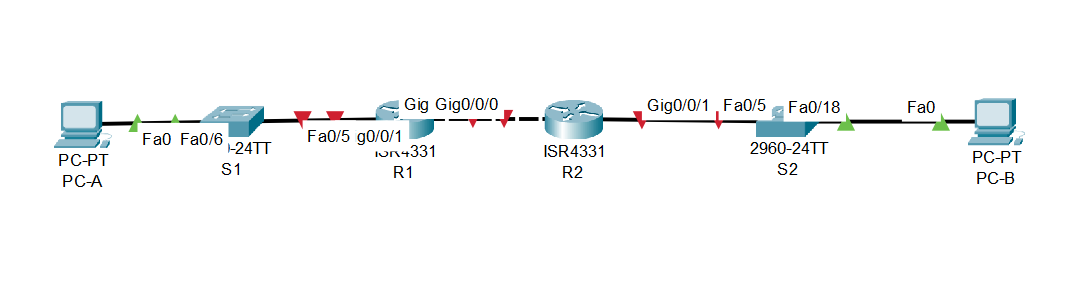 PC-PT
PC-A
Fa0
Fa0/6
-24TT
S1
Fa0/5
g0/0/1
ISR4331
R1
Gig
Gig0/0/0
ISR4331
R2
Gig0/0/1
Fa0/5
2960-24TT
S2
Fa0/18
Fa0
PC-PT
PC-B